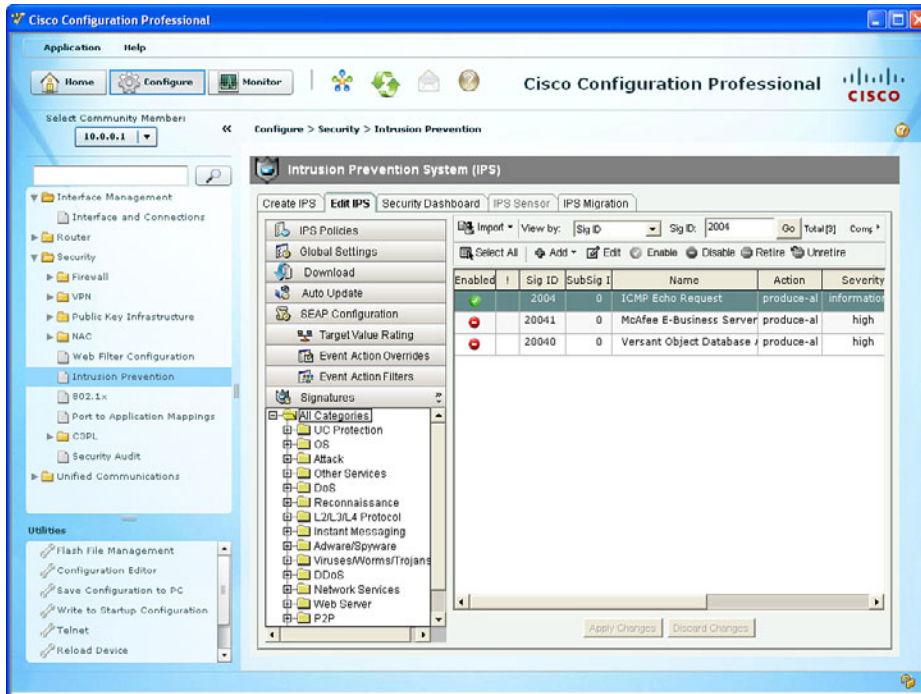 Cisco Configuration Professional
Application Help
Home Configure Monitor
Cisco Configuration Professional
CISCO
Select Community Member:
10.0.0.1
Configure > Security > Intrusion Prevention
Interface Management
Interface and Connections
Router
Security
Firewall
VPN
Public Key Infrastructure
NAC
Web Filter Configuration
Intrusion Prevention
802.1x
Port to Application Mappings
C3PL
Security Audit
Unified Communications
Utilities
Flash File Management
Configuration Editor
Save Configuration to PC
Write to Startup Configuration
Telnet
Reload Device
Intrusion Prevention System (IPS)
Create IPS Edit IPS Security Dashboard IPS Sensor IPS Migration
IPS Policies
Global Settings
Download
Auto Update
SEAP Configuration
Target Value Rating
Event Action Overrides
Event Action Filters
Signatures
All Categories
UC Protection
OS
Attack
Other Services
DoS
Reconnaissance
L2/L3/L4 Protocol
Instant Messaging
Adware/Spyware
Viruses/Worms/Trojans
DDoS
Network Services
Web Server
P2P
Import View by: Sig ID Sig ID: 2004 Go Total[3] Comp
Select All Add Edit Enable Disable Retire Unretire
Enabled ! Sig ID SubSig I Name Action Severity
2004 0 ICMP Echo Request produce-al information
20041 0 McAfee E-Business Server produce-al high
20040 0 Versant Object Database produce-al high
Apply Changes Discard Changes